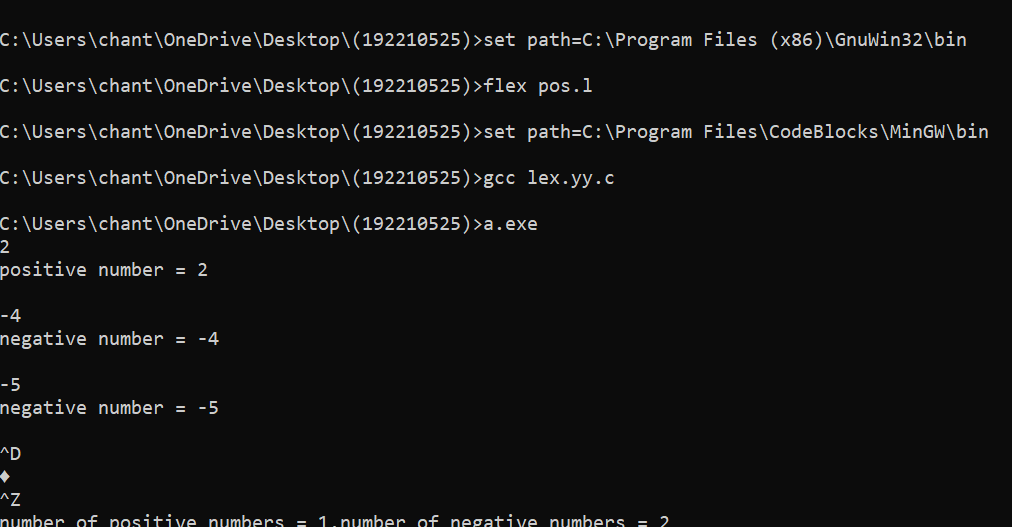 C:\Users\chant\OneDrive\Desktop\(192210525)>set path=C:\Program Files (x86)\GnuWin32\bin
C:\Users\chant\OneDrive\Desktop\(192210525)>flex pos.l
C:\Users\chant\OneDrive\Desktop\(192210525)>set path=C:\Program Files\CodeBlocks\MinGW\bin
C:\Users\chant\OneDrive\Desktop\(192210525)>gcc lex.yy.c
C:\Users\chant\OneDrive\Desktop\(192210525)>a.exe
2
positive number = 2
-4
negative number = -4
-5
negative number = -5
^D
♦
^Z
number of positive numbers = 1,number of negative numbers = 2